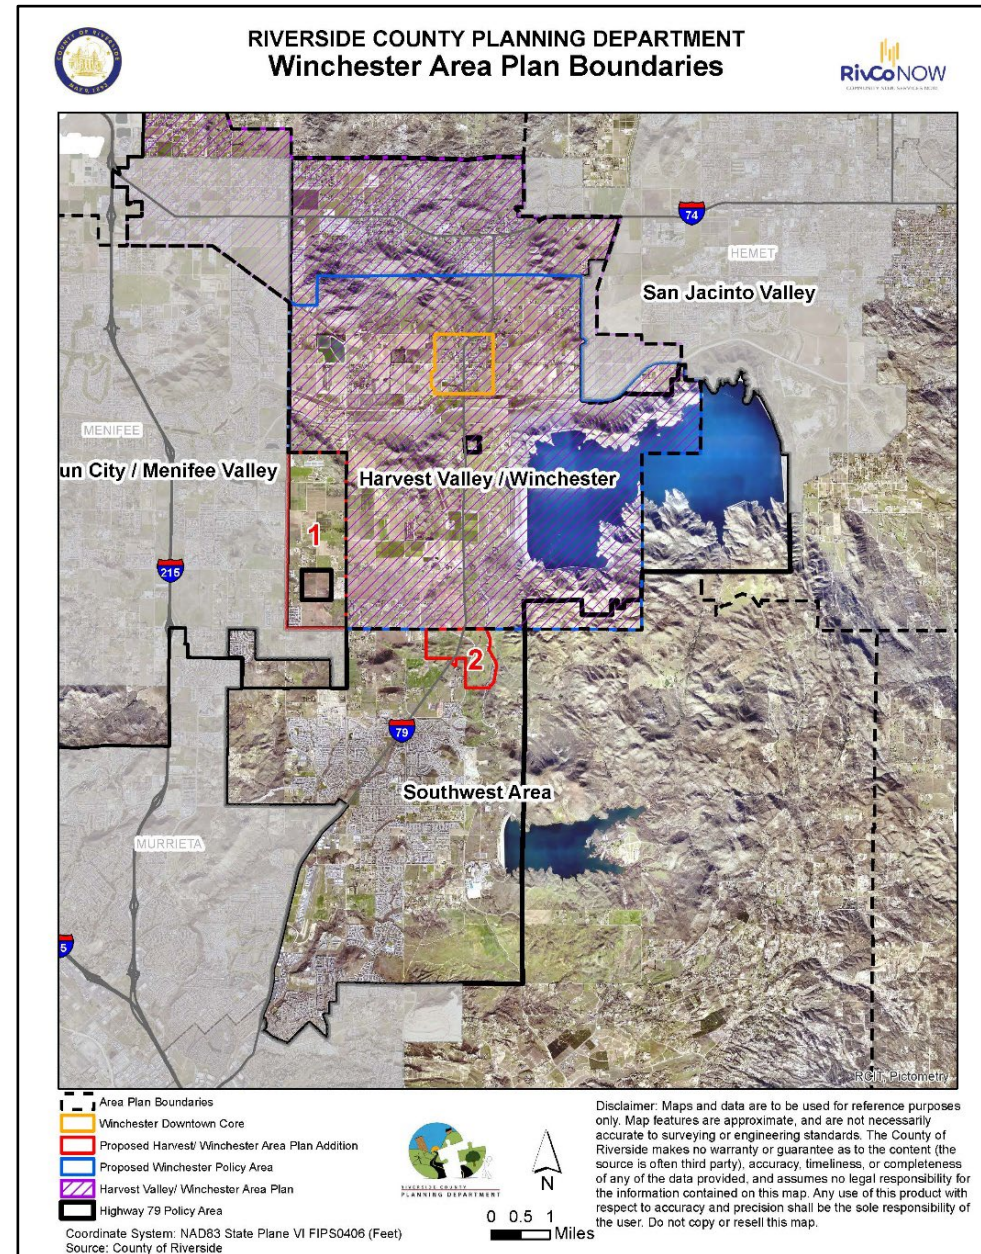 RIVERSIDE COUNTY PLANNING DEPARTMENT
Winchester Area Plan Boundaries
COUNTY OF RIVERSIDE
MAY 9, 1893
RivCoNOW
74
HEMET
San Jacinto Valley
MENIFEE
un City / Menifee Valley
Harvest Valley / Winchester
1
215
2
79
Southwest Area
MURRIETA
5
RCIT, Pictometry
Area Plan Boundaries
Winchester Downtown Core
Proposed Harvest/ Winchester Area Plan Addition
Proposed Winchester Policy Area
Harvest Valley/ Winchester Area Plan
Highway 79 Policy Area
Coordinate System: NAD83 State Plane VI FIPS0406 (Feet)
Source: County of Riverside
RIVERSIDE COUNTY
PLANNING DEPARTMENT
N
0 0.5 1
Miles
Disclaimer: Maps and data are to be used for reference purposes
only. Map features are approximate, and are not necessarily
accurate to surveying or engineering standards. The County of
Riverside makes no warranty or guarantee as to the content (the
source is often third party), accuracy, timeliness, or completeness
of any of the data provided, and assumes no legal responsibility for
the information contained on this map. Any use of this product with
respect to accuracy and precision shall be the sole responsibility of
the user. Do not copy or resell this map.